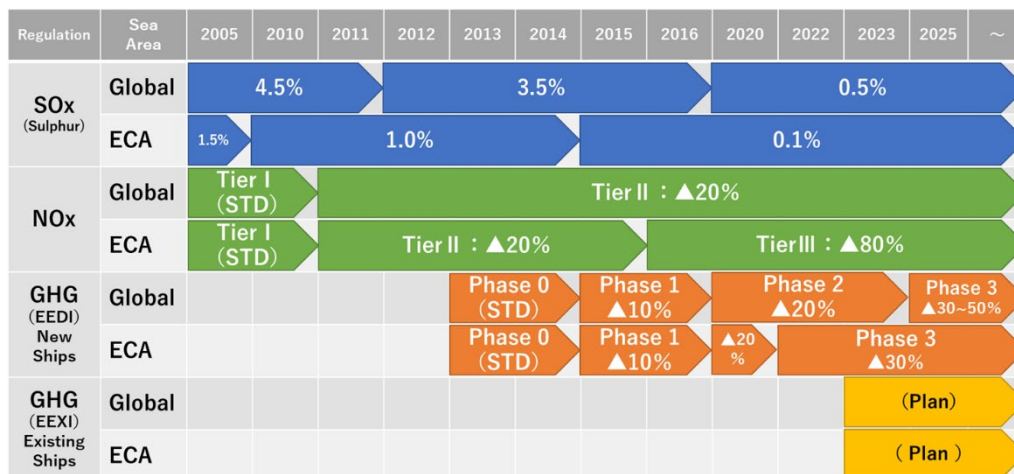 Regulation Sea Area 2005 2010 2011 2012 2013 2014 2015 2016 2020 2022 2023 2025 ～
SOx (Sulphur)
Global 4.5% 3.5% 0.5%
ECA 1.5% 1.0% 0.1%
NOx
Global Tier I (STD) Tier II：▲20%
ECA Tier I (STD) Tier II：▲20% Tier III：▲80%
GHG (EEDI) New Ships
Global Phase 0 (STD) Phase 1 ▲10% Phase 2 ▲20% Phase 3 ▲30~50%
ECA Phase 0 (STD) Phase 1 ▲10% ▲20% Phase 3 ▲30%
GHG (EEXI) Existing Ships
Global (Plan)
ECA ( Plan )